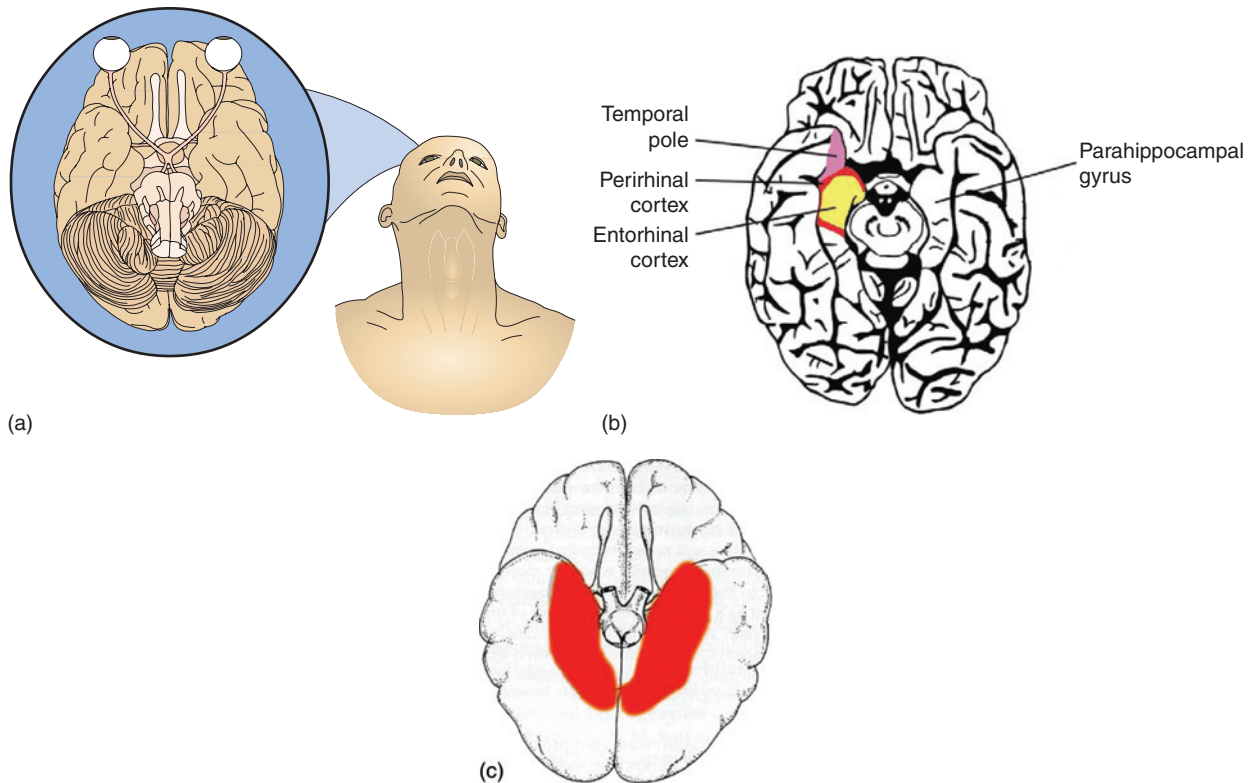 (a)
Temporal
pole
Perirhinal
cortex
Entorhinal
cortex
Parahippocampal
gyrus
(b)
(c)